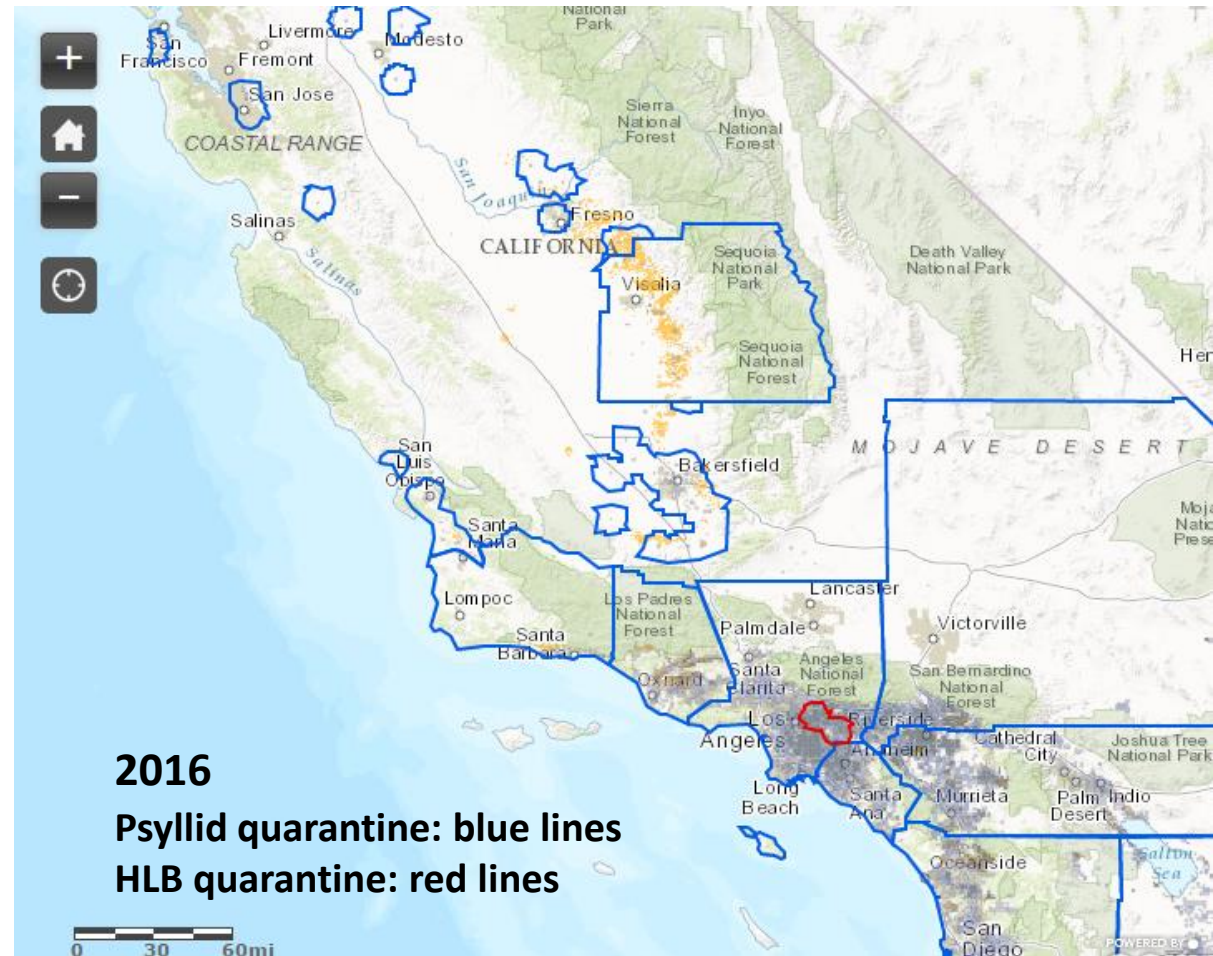 National
Park
San
Francisco
Livermore
Modesto
Fremont
San Jose
COASTAL RANGE
Sierra
National
Forest
Inyo
National
Forest
San Joaquin
Salinas
Salinas
Fresno
CALIFORNIA
Sequoia
National
Park
Death Valley
National Park
Visalia
Sequoia
National
Forest
Her
MOJAVE DESERT
San
Luis
Obispo
Bakersfield
Moja
Natio
Prese
Santa
Maria
Lompoc
Los Padres
National
Forest
Lancaster
Palmdale
Victorville
Santa
Barbara
Oxnard
Santa
Clarita
Angeles
National
Forest
San Bernardino
National
Forest
Los
Angeles
Riverside
Anaheim
Cathedral
City
Joshua Tree
National Park
Long
Beach
Santa
Ana
Murrieta
Palm
Desert
Indio
Oceanside
Salton
Sea
San
Diego
2016
Psyllid quarantine: blue lines
HLB quarantine: red lines
0 30 60mi
POWERED BY